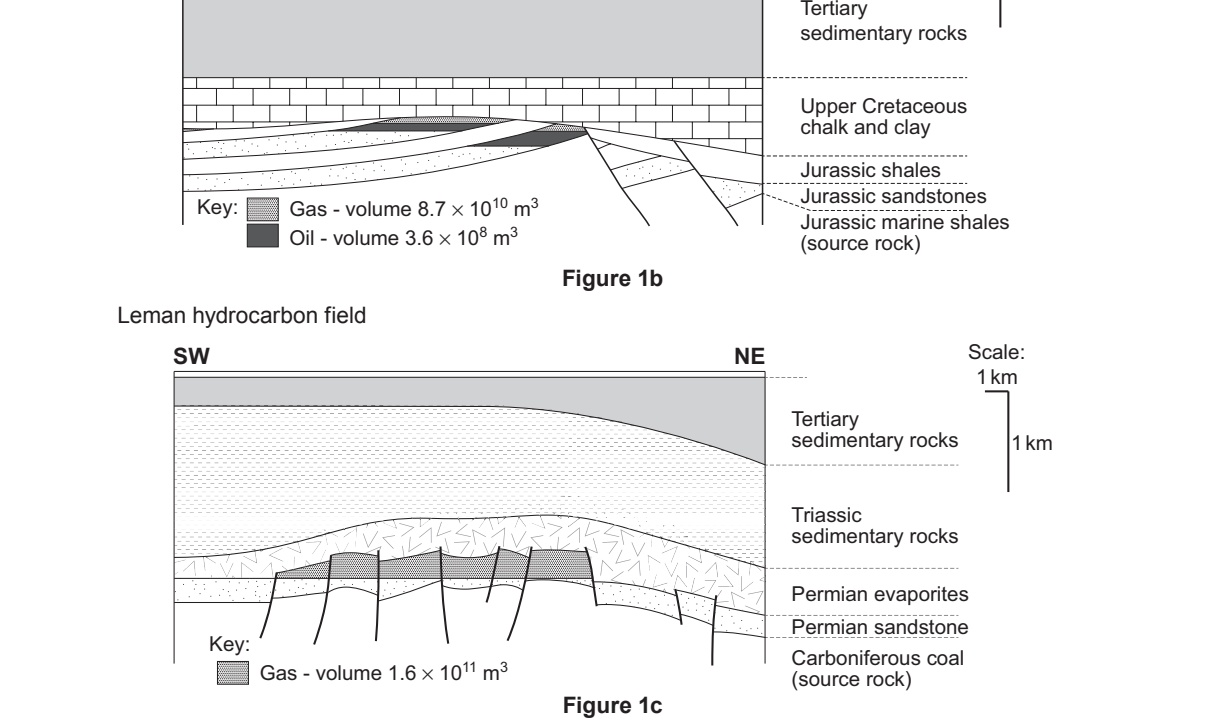 Tertiary
sedimentary rocks
Upper Cretaceous
chalk and clay
Jurassic shales
Jurassic sandstones
Jurassic marine shales
(source rock)
Key:
Gas - volume 8.7 × 10¹⁰ m³
Oil - volume 3.6 × 10⁸ m³
Figure 1b
Leman hydrocarbon field
SW
NE
Scale:
1 km
1 km
Tertiary
sedimentary rocks
Triassic
sedimentary rocks
Permian evaporites
Permian sandstone
Carboniferous coal
(source rock)
Key:
Gas - volume 1.6 × 10¹¹ m³
Figure 1c